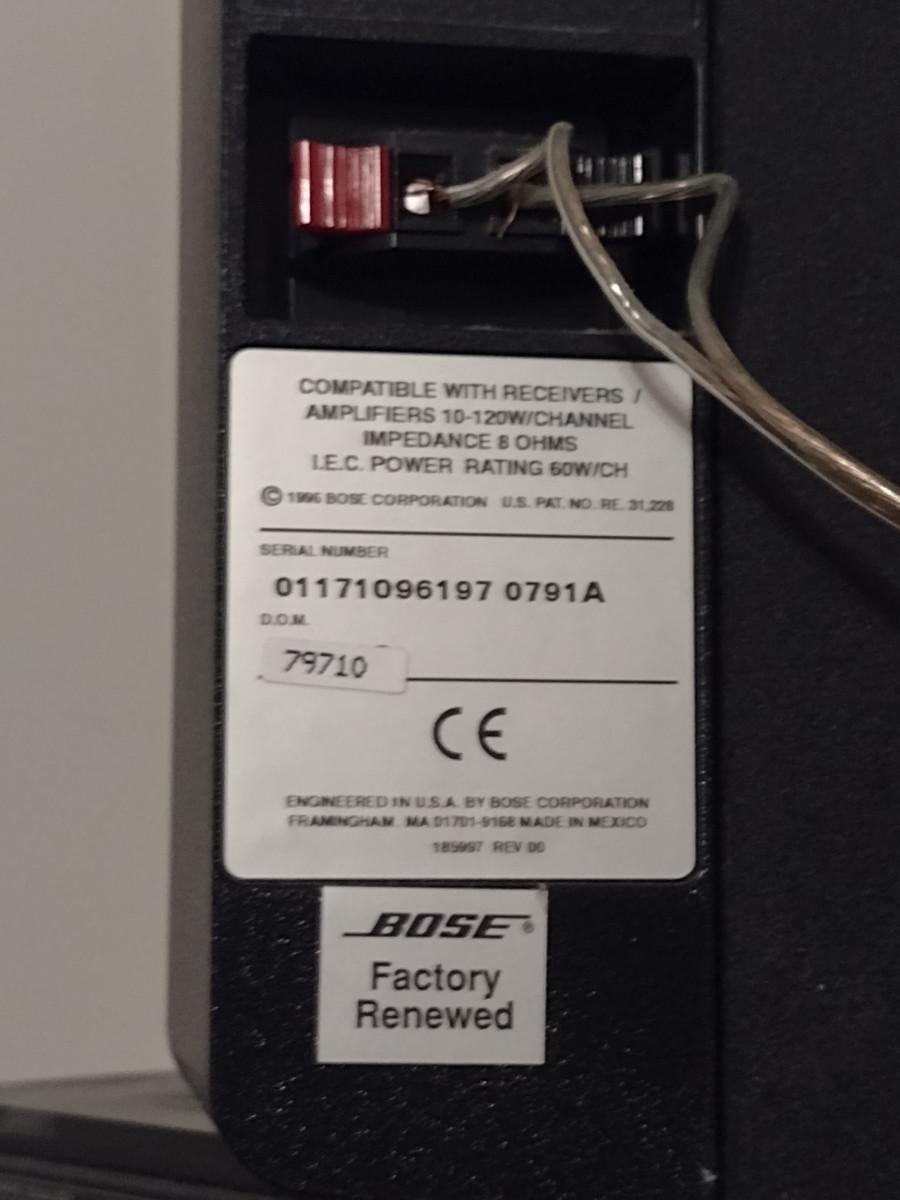 COMPATIBLE WITH RECEIVERS /
AMPLIFIERS 10-120W/CHANNEL
IMPEDANCE 8 OHMS
I.E.C. POWER RATING 60W/CH
© 1996 BOSE CORPORATION U.S. PAT. NO. RE. 31,228
SERIAL NUMBER
01171096197 0791A
D.O.M.
79710
CE
ENGINEERED IN U.S.A. BY BOSE CORPORATION
FRAMINGHAM, MA 01701-9168 MADE IN MEXICO
185997 REV 00
BOSE®
Factory
Renewed